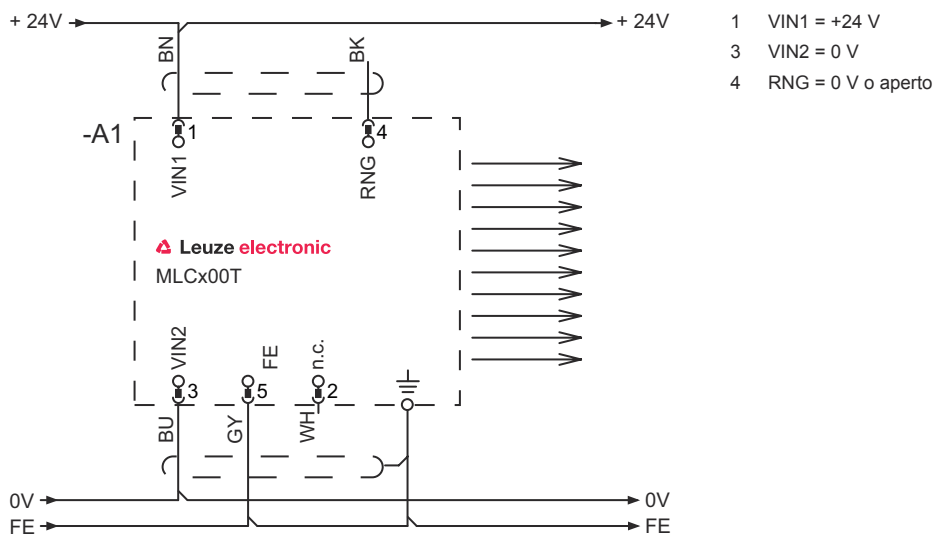 + 24V
+ 24V
1 VIN1 = +24 V
3 VIN2 = 0 V
4 RNG = 0 V o aperto
BN
BK
-A1
1
4
VIN1
RNG
Leuze electronic
MLCx00T
VIN2
FE
n.c.
3
5
2
BU
GY
WH
0V
0V
FE
FE